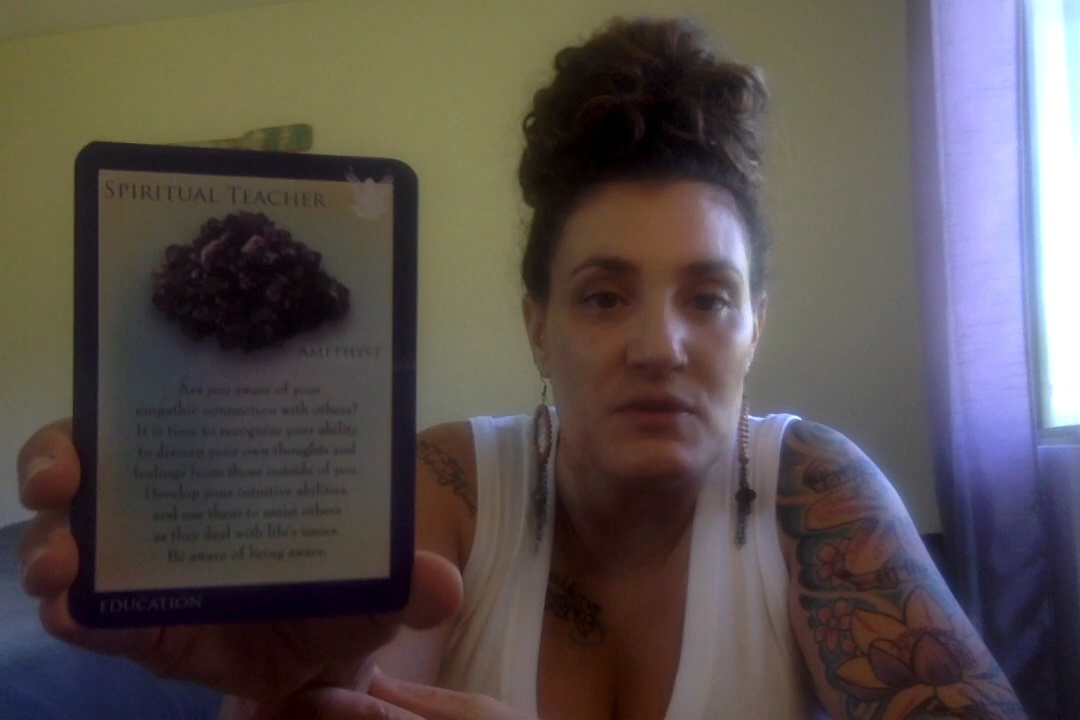 SPIRITUAL TEACHER
AMETHYST
Are you aware of your
empathic connection with others?
It is time to recognize your ability
to discern your own thoughts and
feelings from those outside of you.
Develop your intuitive abilities,
and use them to assist others
as they deal with life's issues.
Be aware of being aware.
EDUCATION